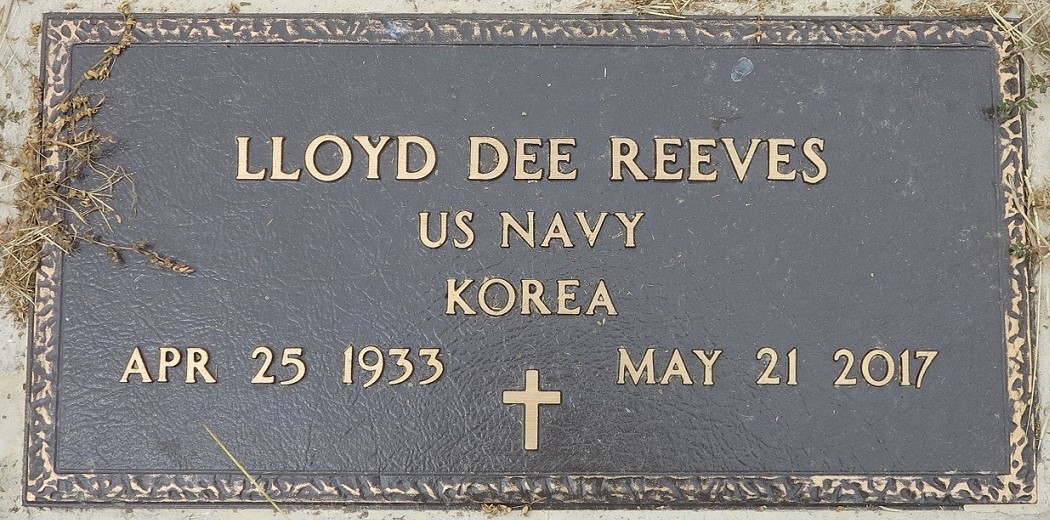 LLOYD DEE REEVES
US NAVY
KOREA
APR 25 1933 MAY 21 2017